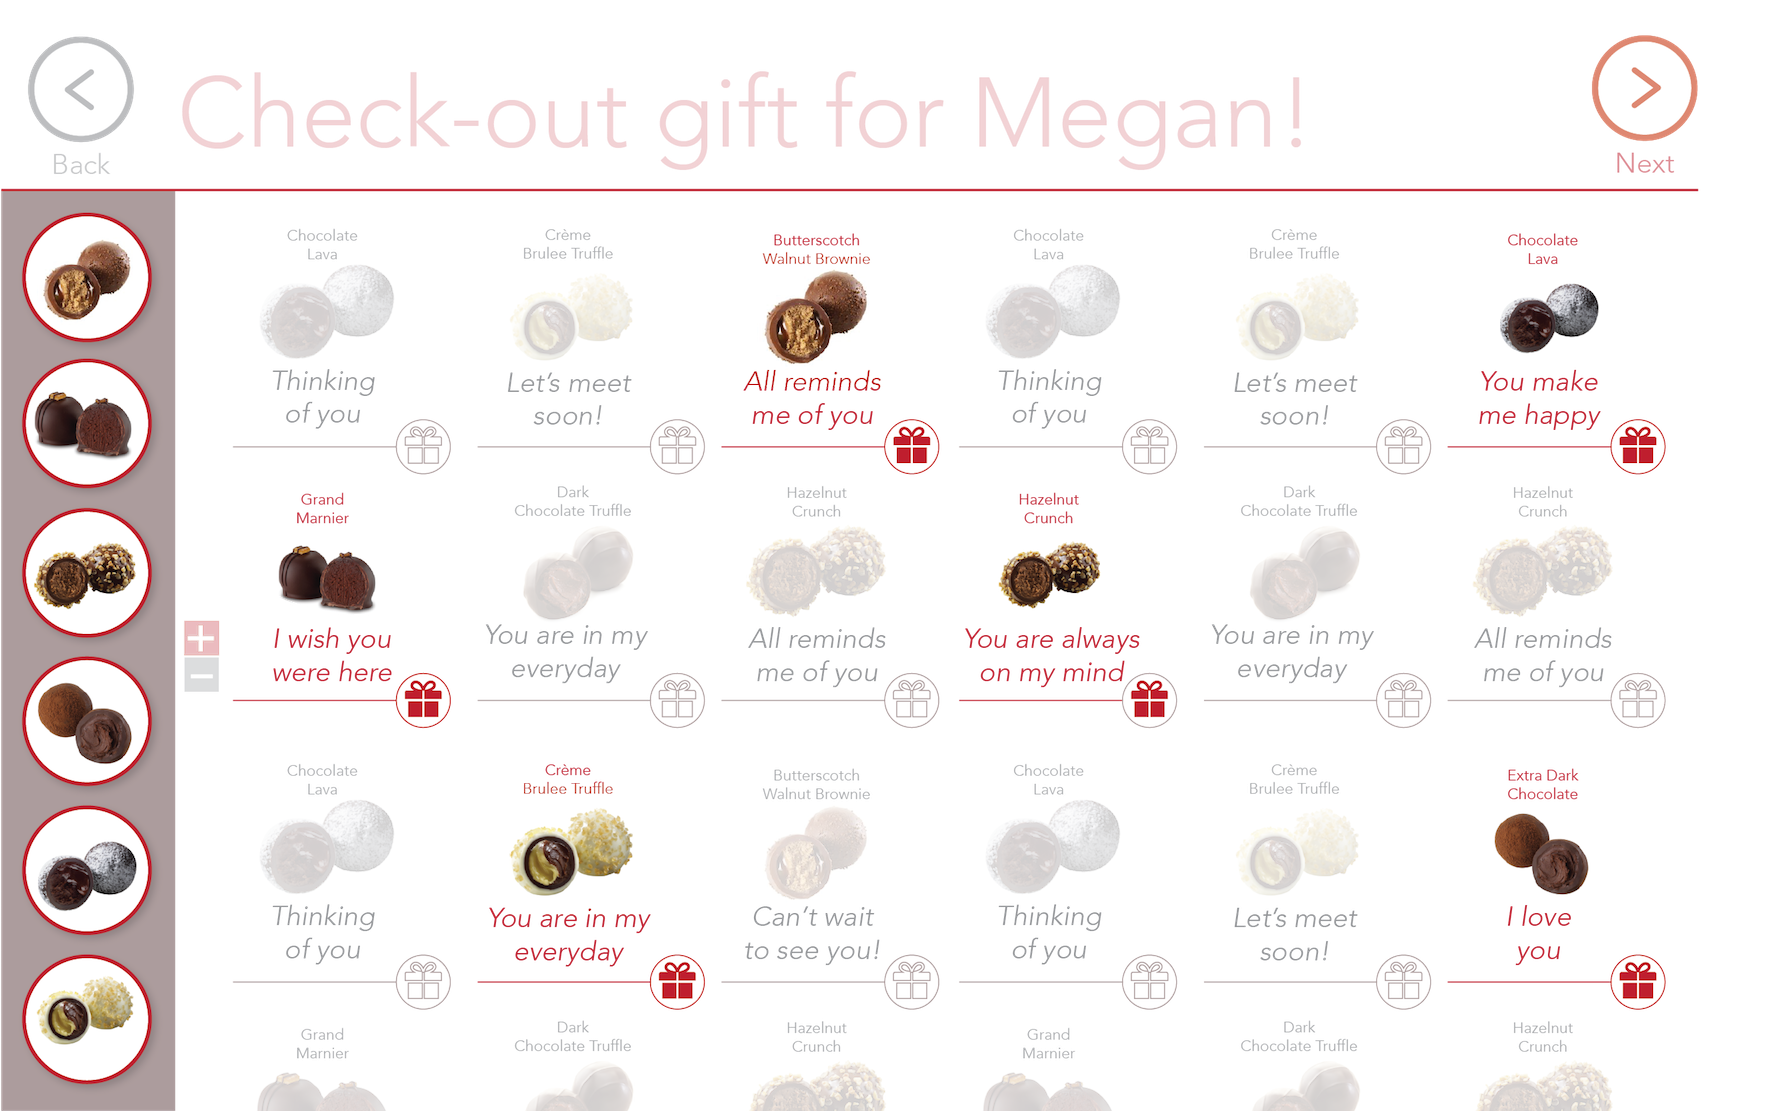 Check-out gift for Megan!
Back
Next
Chocolate
Lava
Thinking
of you
Crème
Brulee Truffle
Let's meet
soon!
Butterscotch
Walnut Brownie
All reminds
me of you
Chocolate
Lava
Thinking
of you
Crème
Brulee Truffle
Let's meet
soon!
Chocolate
Lava
You make
me happy
Grand
Marnier
I wish you
were here
Dark
Chocolate Truffle
You are in my
everyday
Hazelnut
Crunch
All reminds
me of you
Hazelnut
Crunch
You are always
on my mind
Dark
Chocolate Truffle
You are in my
everyday
Hazelnut
Crunch
All reminds
me of you
Chocolate
Lava
Thinking
of you
Crème
Brulee Truffle
You are in my
everyday
Butterscotch
Walnut Brownie
Can't wait
to see you!
Chocolate
Lava
Thinking
of you
Crème
Brulee Truffle
Let's meet
soon!
Extra Dark
Chocolate
I love
you
Grand
Marnier
Dark
Chocolate Truffle
Hazelnut
Crunch
Grand
Marnier
Dark
Chocolate Truffle
Hazelnut
Crunch